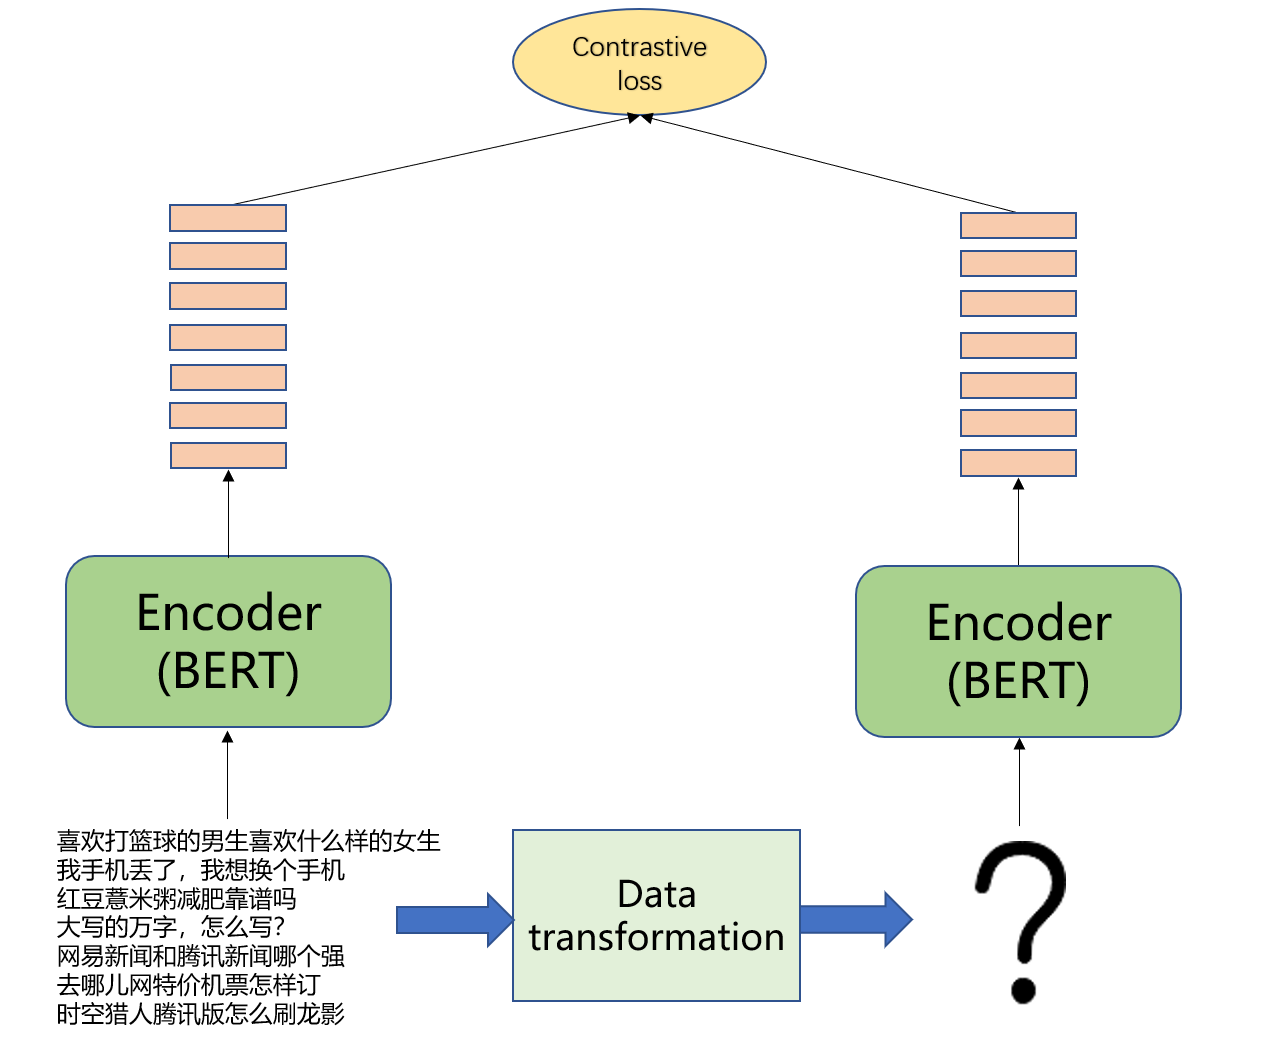 Contrastive
loss
Encoder
(BERT)
Encoder
(BERT)
喜欢打篮球的男生喜欢什么样的女生
我手机丢了，我想换个手机
红豆薏米粥减肥靠谱吗
大写的万字，怎么写？
网易新闻和腾讯新闻哪个强
去哪儿网特价机票怎样订
时空猎人腾讯版怎么刷龙影
Data
transformation
?